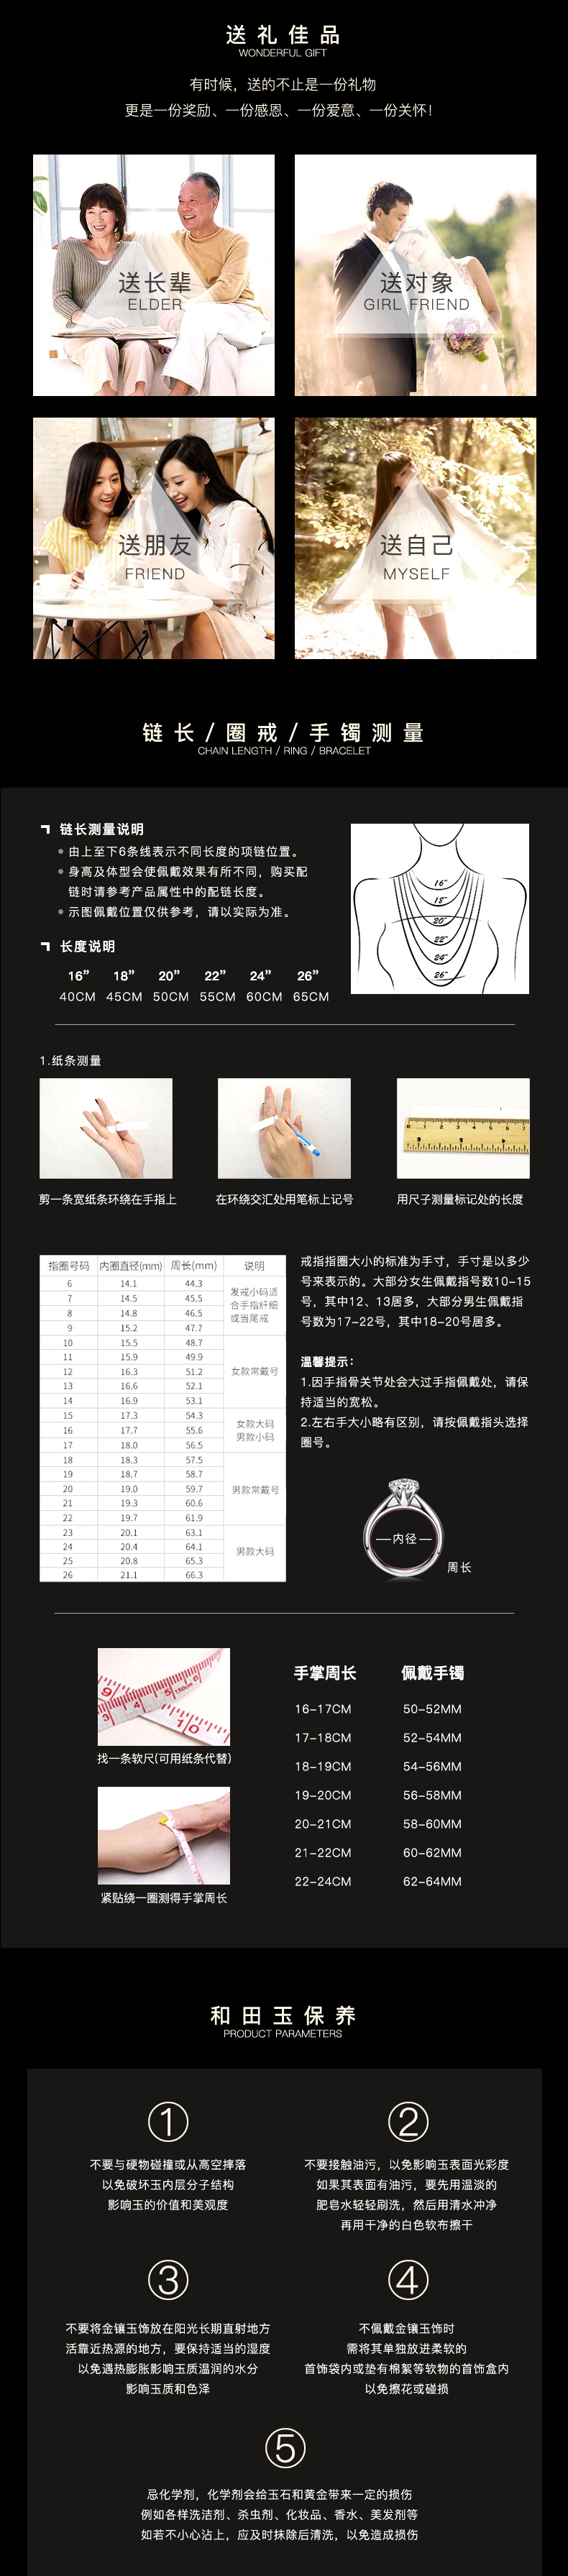 送礼佳品
WONDERFUL GIFT
有时候，送的不止是一份礼物
更是一份奖励、一份感恩、一份爱意、一份关怀！
送长辈
ELDER
送对象
GIRL FRIEND
送朋友
FRIEND
送自己
MYSELF
链长/圈戒/手镯测量
CHAIN LENGTH / RING / BRACELET
链长测量说明
由上至下6条线表示不同长度的项链位置。
身高及体型会使佩戴效果有所不同，购买配
链时请参考产品属性中的配链长度。
示图佩戴位置仅供参考，请以实际为准。
16"
18"
20"
22"
24"
26"
长度说明
16” 18” 20” 22” 24” 26”
40CM 45CM 50CM 55CM 60CM 65CM
1.纸条测量
剪一条宽纸条环绕在手指上
在环绕交汇处用笔标上记号
用尺子测量标记处的长度
指圈号码 内圈直径(mm) 周长(mm) 说明
6 14.1 44.3
7 14.5 45.5
8 14.8 46.5
9 15.2 47.7
发戒小码适
合手指纤细
或当尾戒
10 15.5 48.7
11 15.9 49.9
12 16.3 51.2
13 16.6 52.1
14 16.9 53.1
女款常戴号
15 17.3 54.3
16 17.7 55.6
17 18.0 56.5
女款大码
男款小码
18 18.3 57.5
19 18.7 58.7
20 19.0 59.7
21 19.3 60.6
22 19.7 61.9
男款常戴号
23 20.1 63.1
24 20.4 64.1
25 20.8 65.3
26 21.1 66.3
男款大码
戒指指圈大小的标准为手寸，手寸是以多少
号来表示的。大部分女生佩戴指号数10-15
号，其中12、13居多，大部分男生佩戴指
号数为17-22号，其中18-20号居多。
温馨提示：
1.因手指骨关节处会大过手指佩戴处，请保
持适当的宽松。
2.左右手大小略有区别，请按佩戴指头选择
圈号。
内径
周长
找一条软尺(可用纸条代替)
紧贴绕一圈测得手掌周长
手掌周长 佩戴手镯
16-17CM 50-52MM
17-18CM 52-54MM
18-19CM 54-56MM
19-20CM 56-58MM
20-21CM 58-60MM
21-22CM 60-62MM
22-24CM 62-64MM
和田玉保养
PRODUCT PARAMETERS
①
不要与硬物碰撞或从高空摔落
以免破坏玉内层分子结构
影响玉的价值和美观度
②
不要接触油污，以免影响玉表面光彩度
如果其表面有油污，要先用温淡的
肥皂水轻轻刷洗，然后用清水冲净
再用干净的白色软布擦干
③
不要将金镶玉饰放在阳光长期直射地方
活靠近热源的地方，要保持适当的湿度
以免遇热膨胀影响玉质温润的水分
影响玉质和色泽
④
不佩戴金镶玉饰时
需将其单独放进柔软的
首饰袋内或垫有棉絮等软物的首饰盒内
以免擦花或碰损
⑤
忌化学剂，化学剂会给玉石和黄金带来一定的损伤
例如各样洗洁剂、杀虫剂、化妆品、香水、美发剂等
如若不小心沾上，应及时抹除后清洗，以免造成损伤